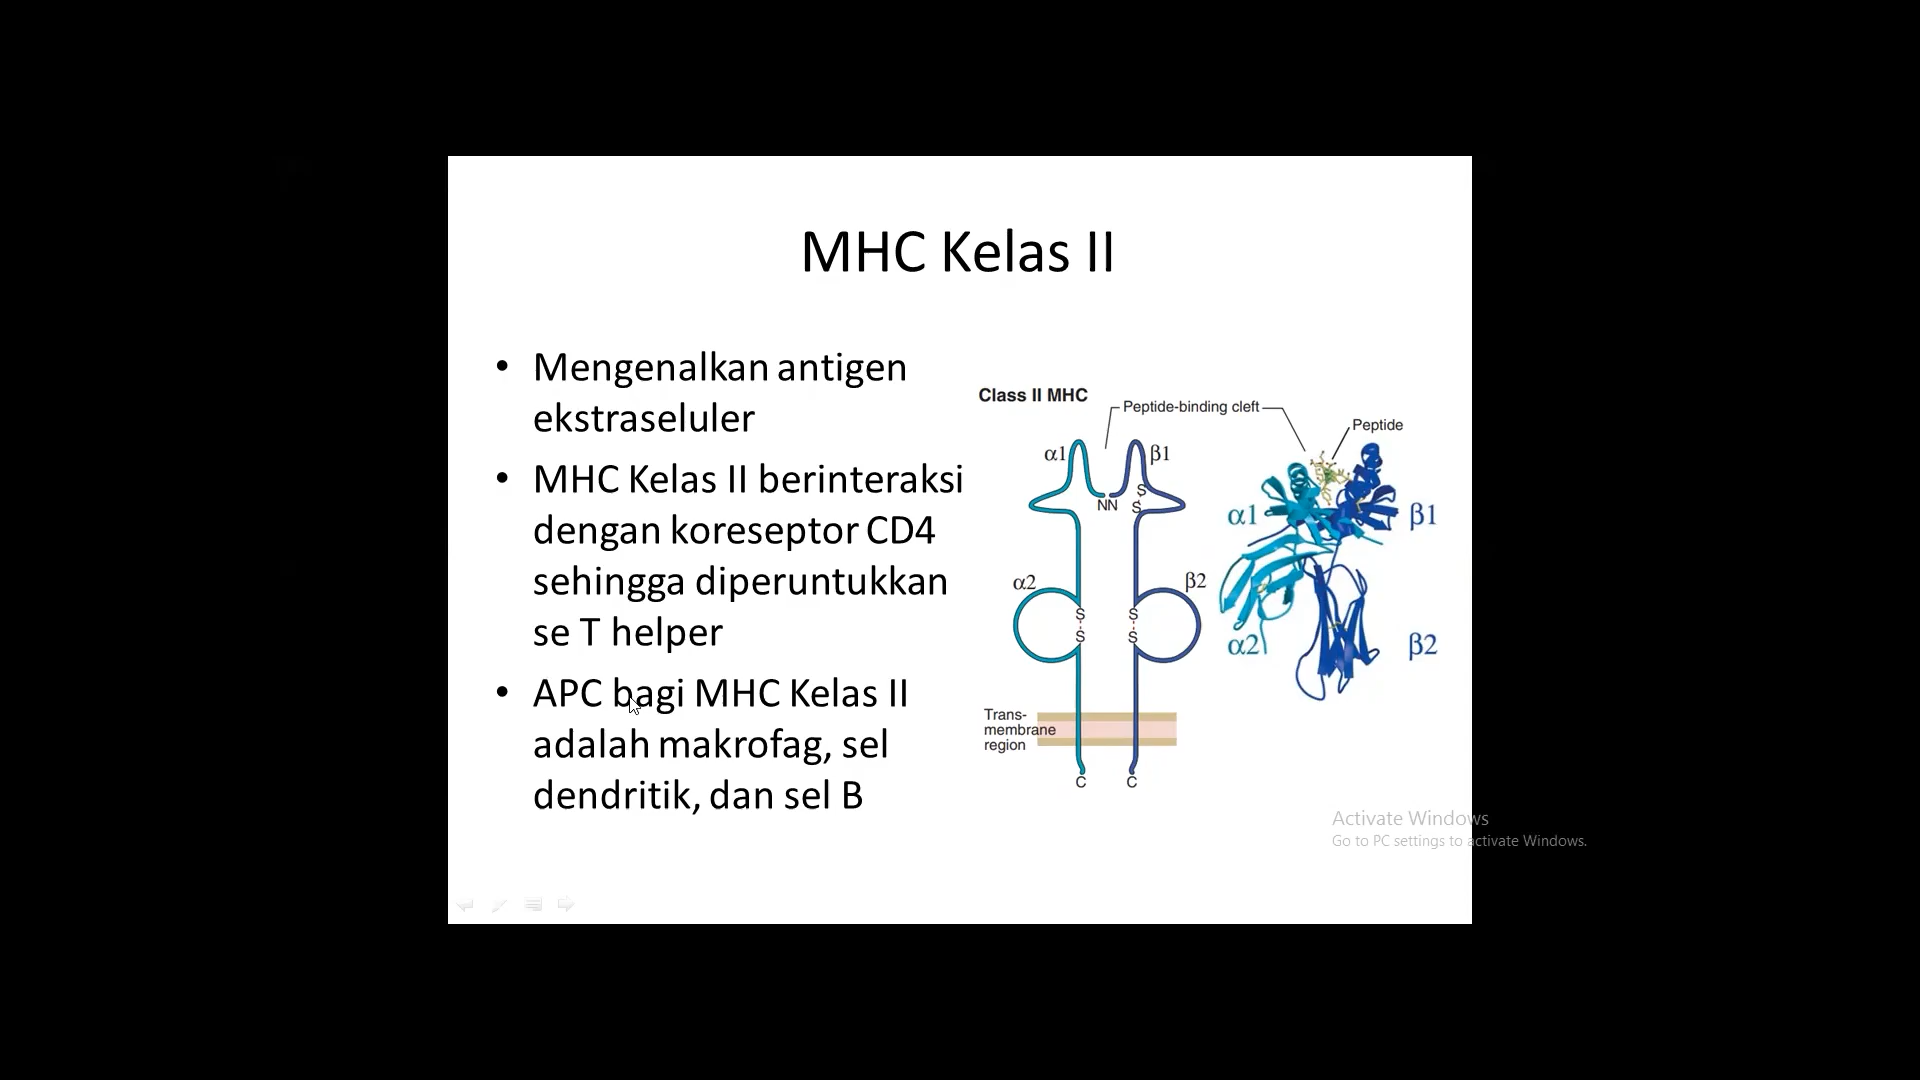 MHC Kelas II
• Mengenalkan antigen
ekstraseluler
• MHC Kelas II berinteraksi
dengan koreseptor CD4
sehingga diperuntukkan
se T helper
• APC bagi MHC Kelas II
adalah makrofag, sel
dendritik, dan sel B
Class II MHC
Peptide-binding cleft
Peptide
α1
β1
S
S
NN
α1
β1
α2
β2
S
S
S
S
α2
β2
Trans-
membrane
region
C
C
Activate Windows
Go to PC settings to activate Windows.